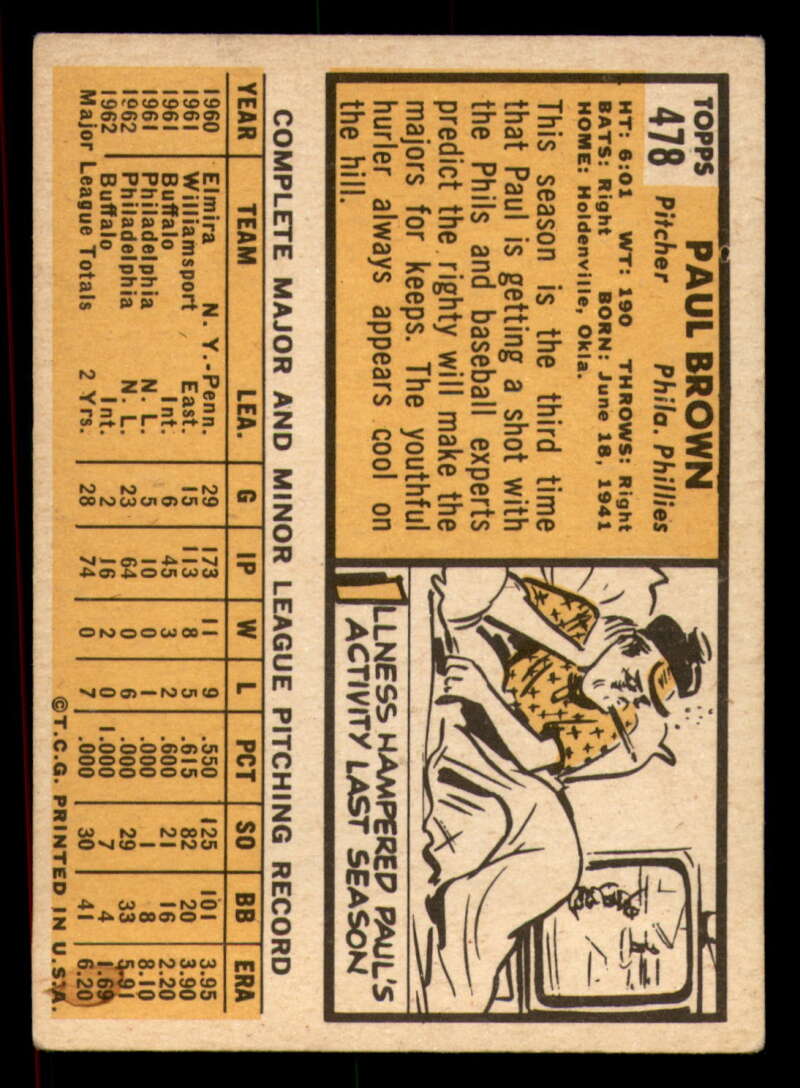 TOPPS
478
PAUL BROWN
Pitcher Phila. Phillies
HT: 6:01 WT: 190 THROWS: Right
BATS: Right BORN: June 18, 1941
HOME: Holdenville, Okla.
This season is the third time
that Paul is getting a shot with
the Phils and baseball experts
predict the righty will make the
majors for keeps. The youthful
hurler always appears cool on
the hill.
ILLNESS HAMPERED PAUL'S
ACTIVITY LAST SEASON
COMPLETE MAJOR AND MINOR LEAGUE PITCHING RECORD
YEAR TEAM LEA. G IP W L PCT SO BB ERA
1960 Elmira N. Y.-Penn. 29 173 11 9 .550 125 101 3.95
1961 Williamsport East. 15 113 8 5 .615 82 20 3.90
1961 Buffalo Int. 6 45 3 2 .600 21 16 2.20
1961 Philadelphia N. L. 5 10 0 1 .000 1 8 8.10
1962 Philadelphia N. L. 23 64 0 6 .000 29 33 5.91
1962 Buffalo Int. 2 16 2 0 1.000 7 4 1.69
Major League Totals 2 Yrs. 28 74 0 7 .000 30 41 6.20
©T.C.G. PRINTED IN U.S.A.